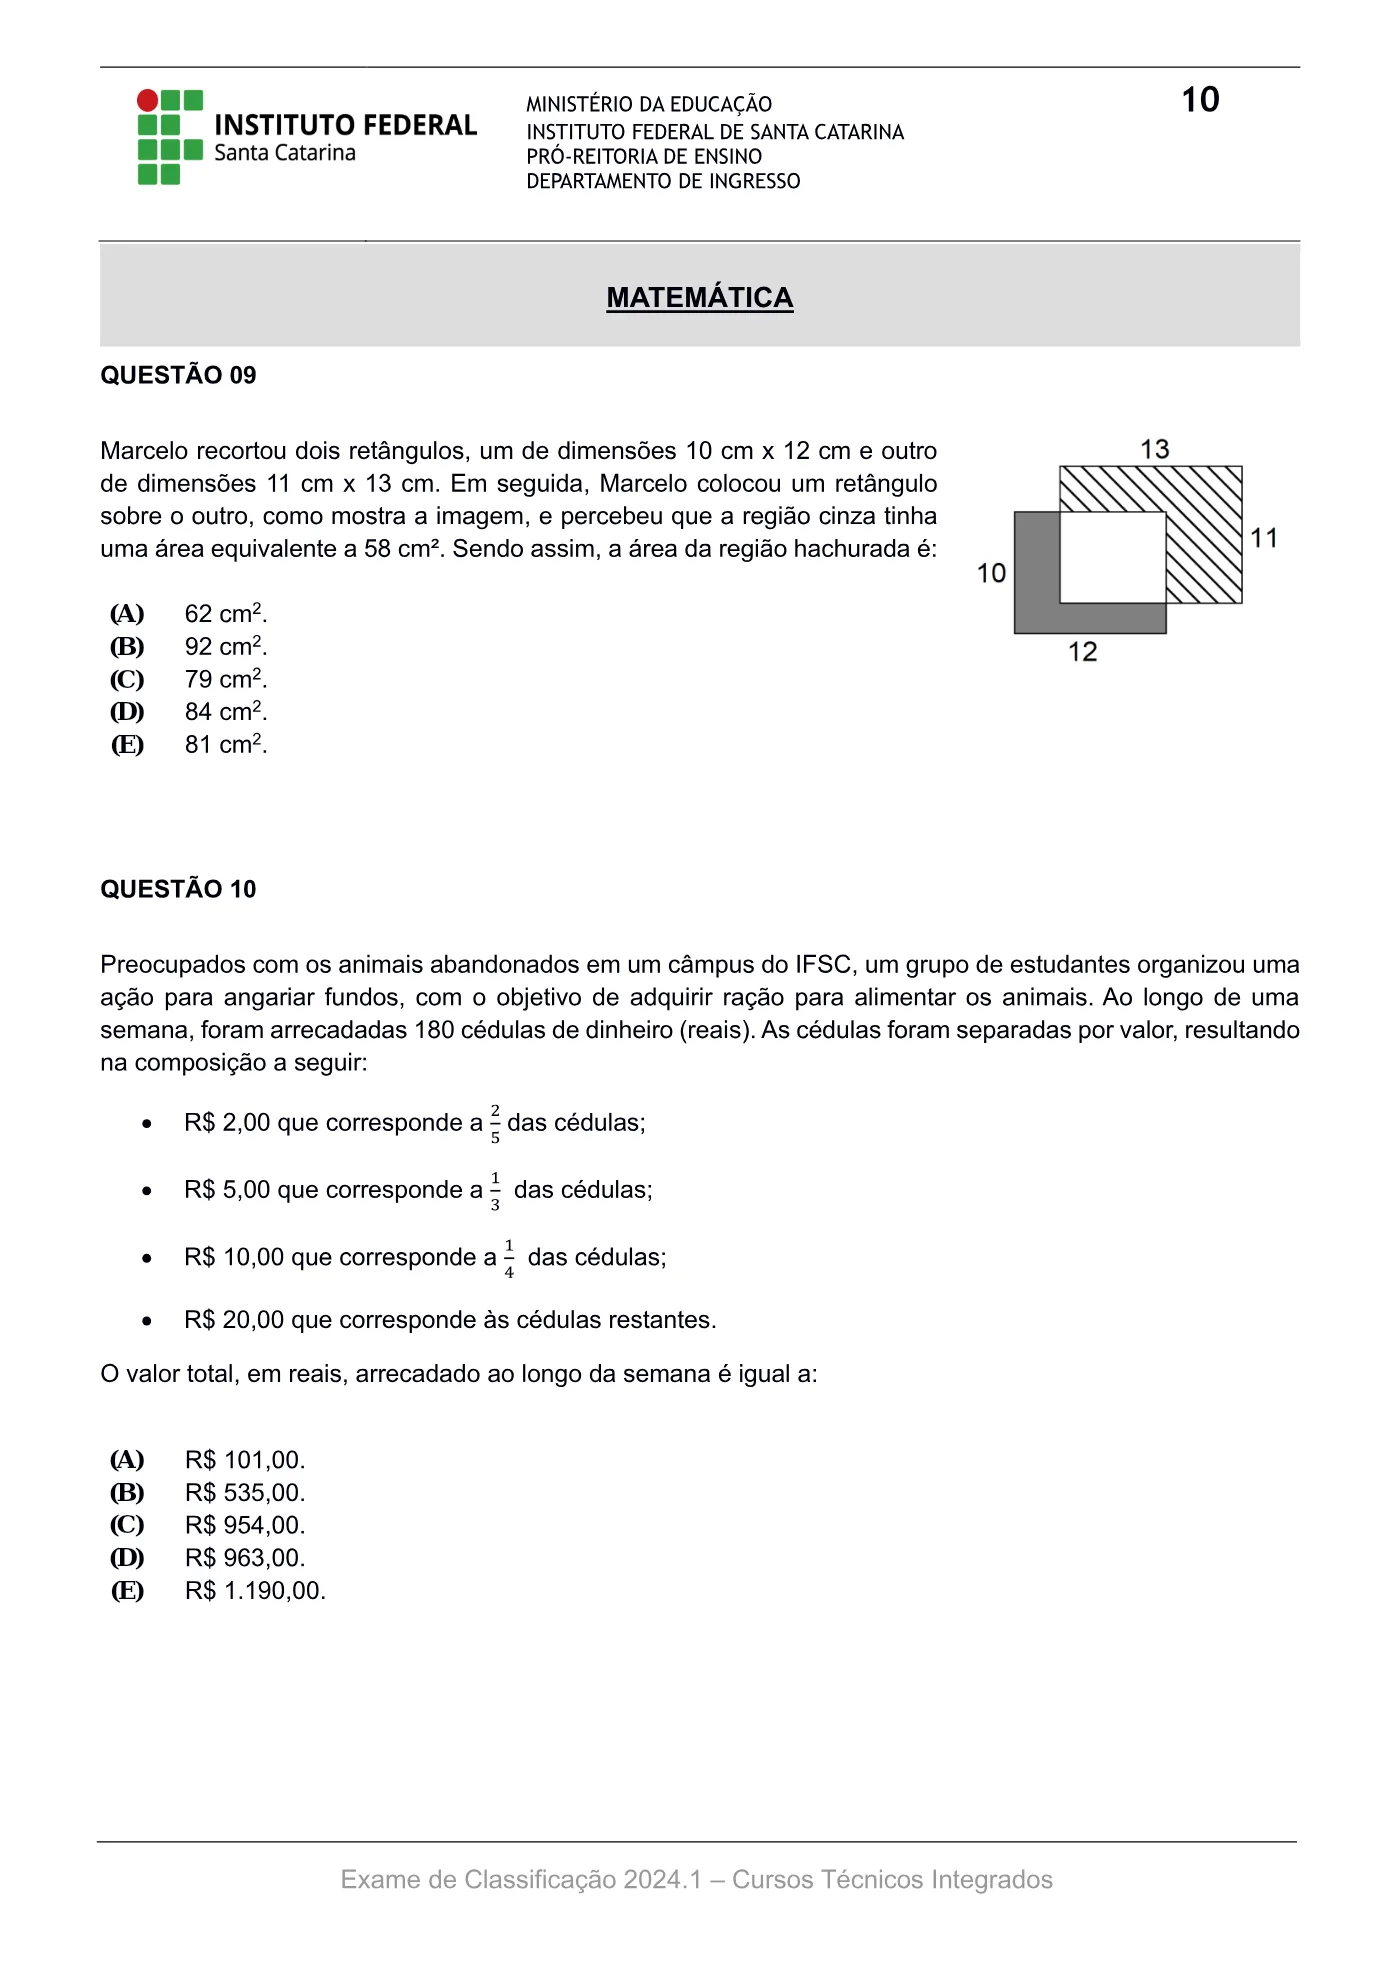 INSTITUTO FEDERAL
Santa Catarina
MINISTÉRIO DA EDUCAÇÃO
INSTITUTO FEDERAL DE SANTA CATARINA
PRÓ-REITORIA DE ENSINO
DEPARTAMENTO DE INGRESSO
10
MATEMÁTICA
QUESTÃO 09
Marcelo recortou dois retângulos, um de dimensões 10 cm x 12 cm e outro
de dimensões 11 cm x 13 cm. Em seguida, Marcelo colocou um retângulo
sobre o outro, como mostra a imagem, e percebeu que a região cinza tinha
uma área equivalente a 58 cm². Sendo assim, a área da região hachurada é:
13
11
10
12
(A) 62 cm².
(B) 92 cm².
(C) 79 cm².
(D) 84 cm².
(E) 81 cm².
QUESTÃO 10
Preocupados com os animais abandonados em um câmpus do IFSC, um grupo de estudantes organizou uma
ação para angariar fundos, com o objetivo de adquirir ração para alimentar os animais. Ao longo de uma
semana, foram arrecadadas 180 cédulas de dinheiro (reais). As cédulas foram separadas por valor, resultando
na composição a seguir:
• R$ 2,00 que corresponde a 2/5 das cédulas;
• R$ 5,00 que corresponde a 1/3 das cédulas;
• R$ 10,00 que corresponde a 1/4 das cédulas;
• R$ 20,00 que corresponde às cédulas restantes.
O valor total, em reais, arrecadado ao longo da semana é igual a:
(A) R$ 101,00.
(B) R$ 535,00.
(C) R$ 954,00.
(D) R$ 963,00.
(E) R$ 1.190,00.
Exame de Classificação 2024.1 – Cursos Técnicos Integrados